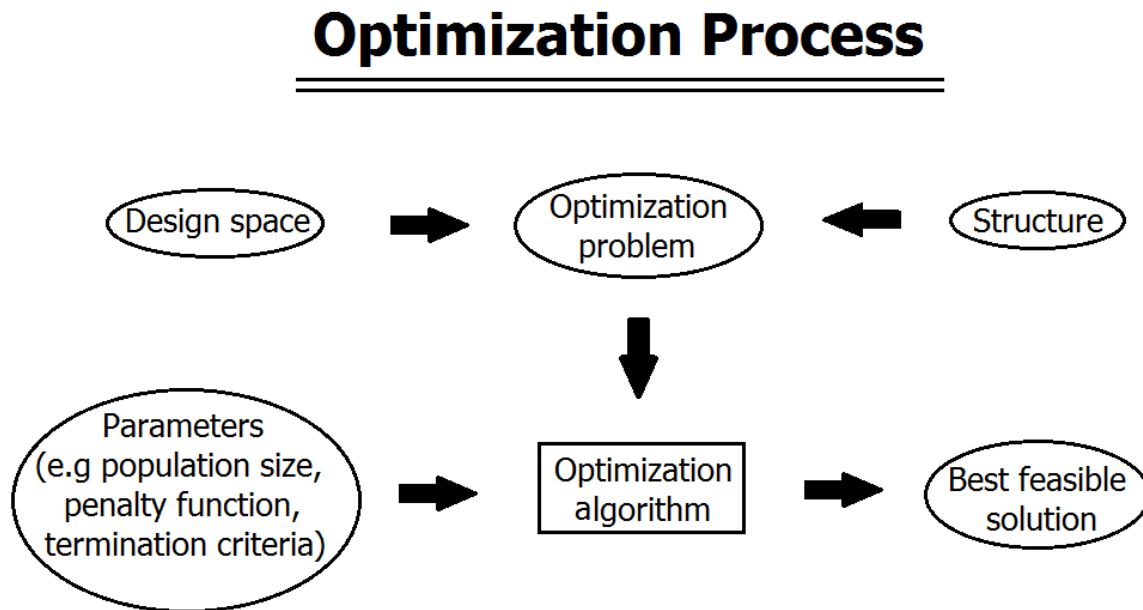 Optimization Process
Design space
Optimization
problem
Structure
Parameters
(e.g population size,
penalty function,
termination criteria)
Optimization
algorithm
Best feasible
solution